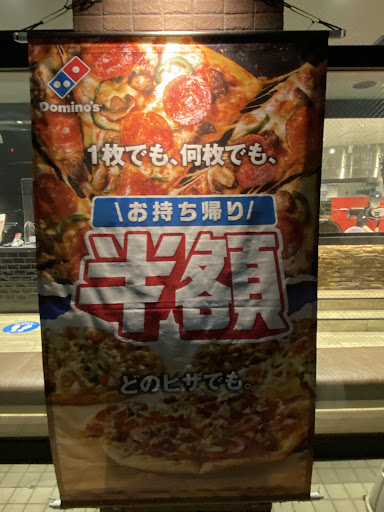 Domino's
1枚でも、何枚でも、
\お持ち帰り/
半額
どのピザでも。